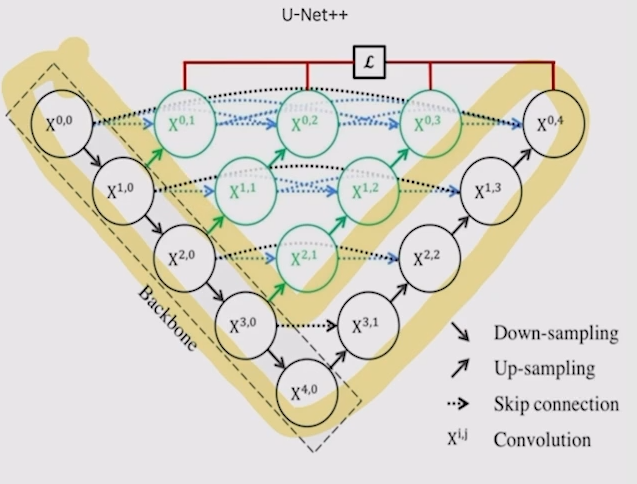 U-Net++
ℒ
X^0,0 X^0,1 X^0,2 X^0,3 X^0,4
X^1,0 X^1,1 X^1,2 X^1,3
X^2,0 X^2,1 X^2,2
X^3,0 X^3,1
X^4,0
Backbone
Down-sampling
Up-sampling
Skip connection
X^i,j Convolution